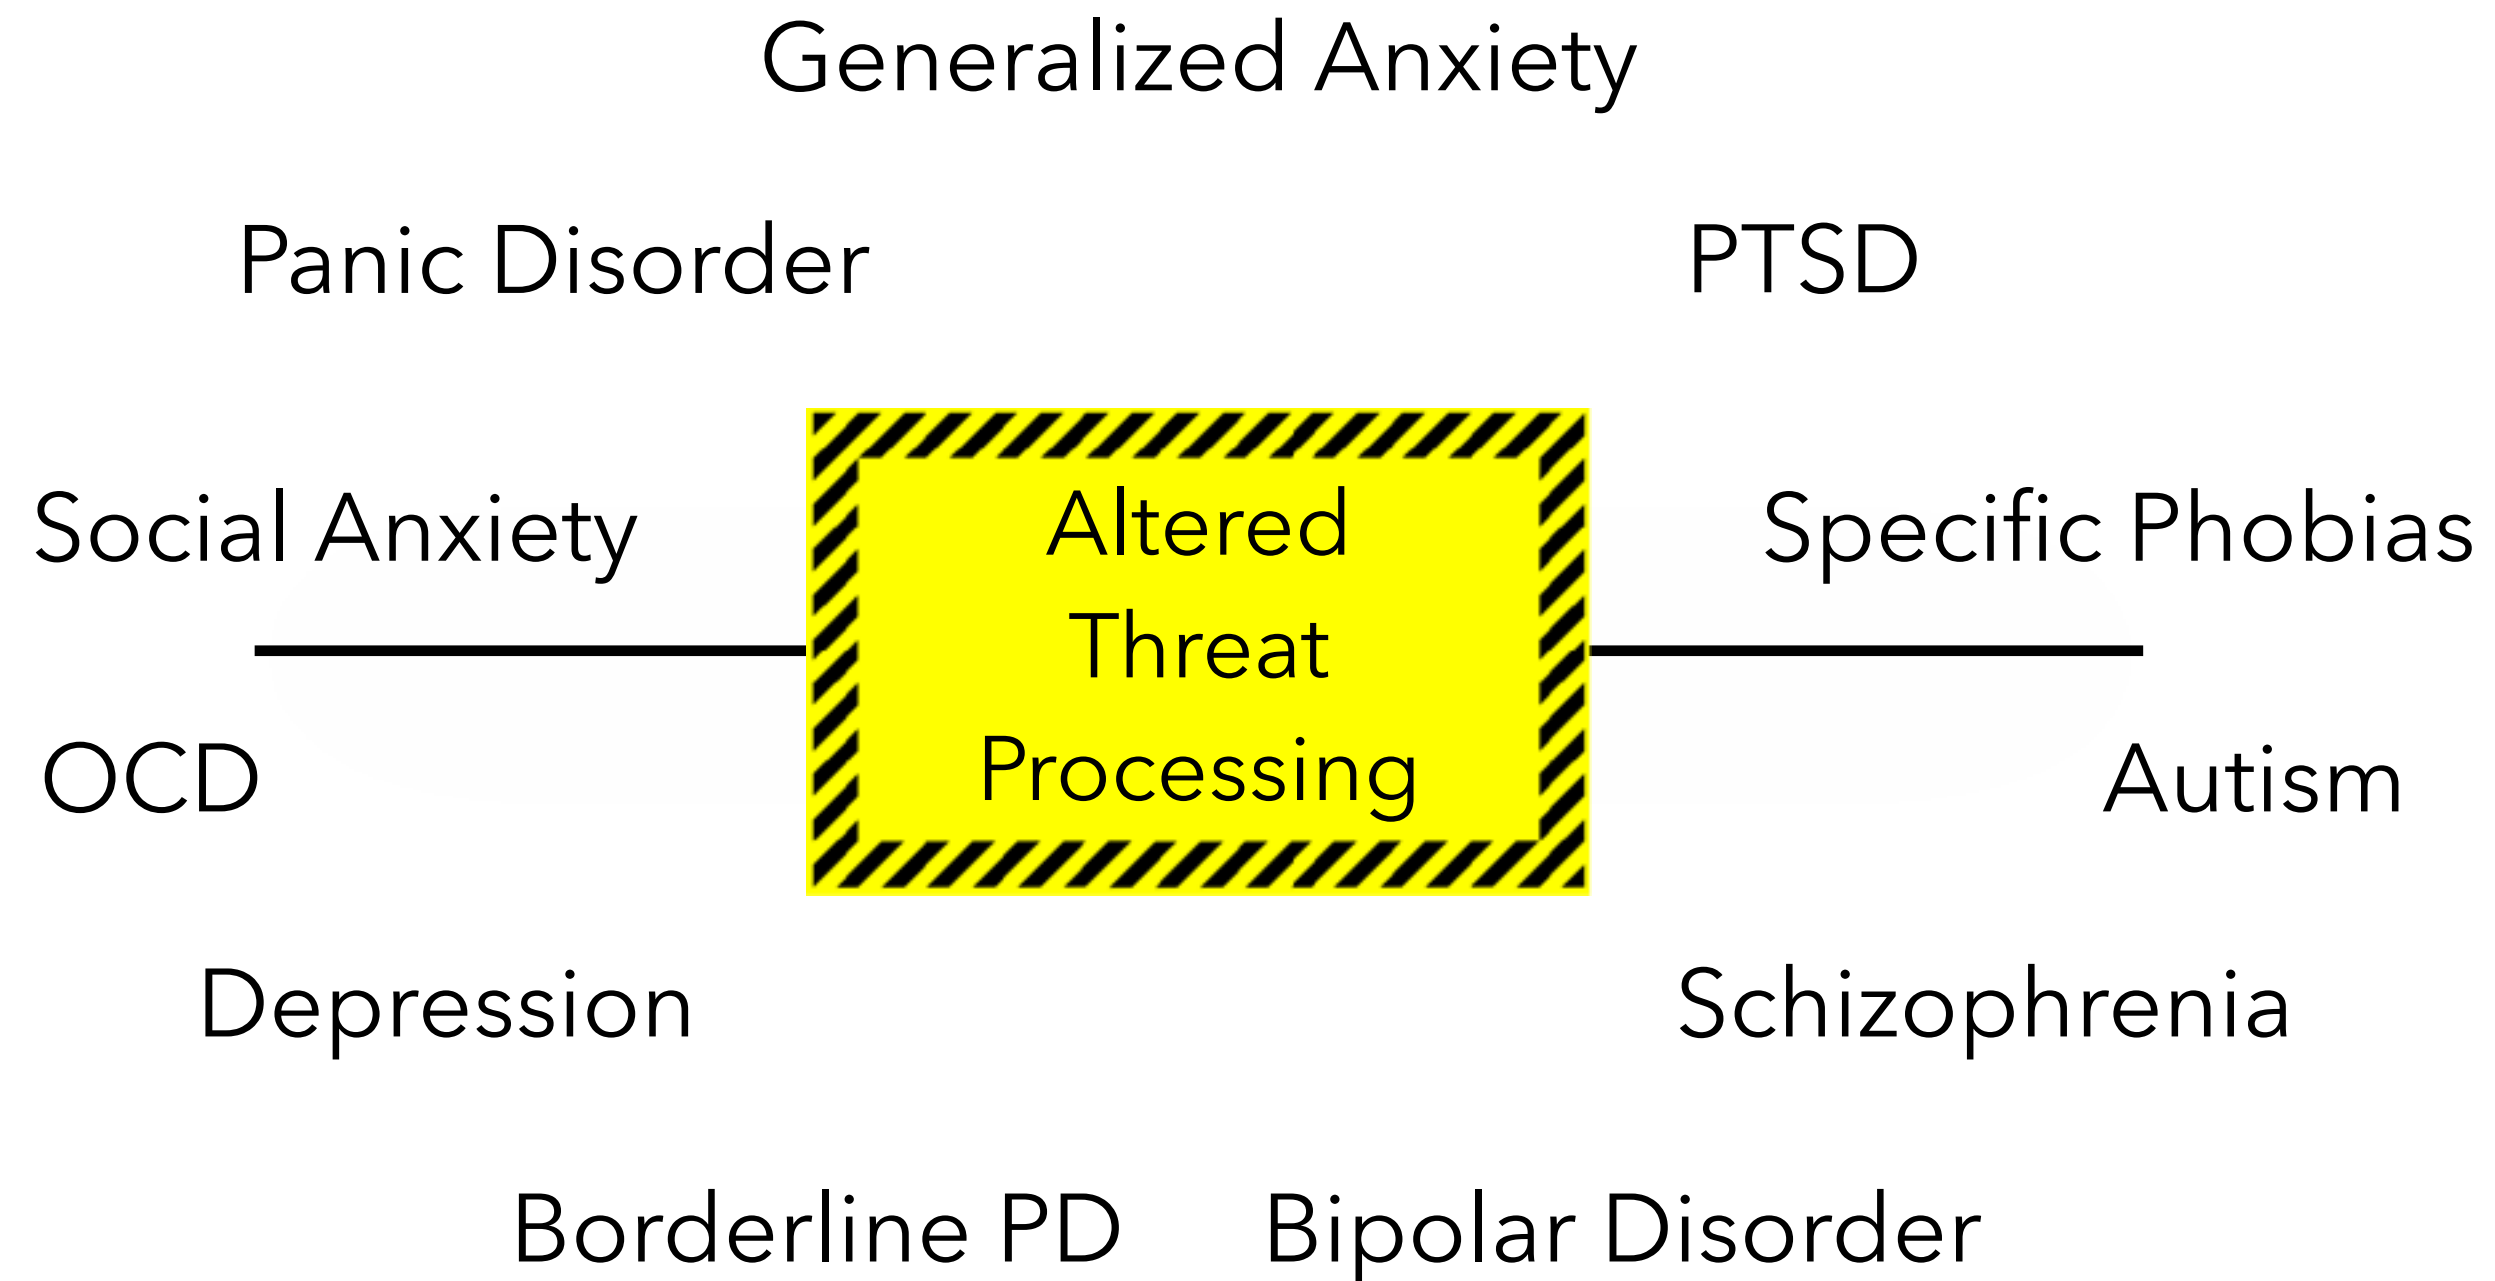 Generalized Anxiety
Panic Disorder
PTSD
Social Anxiety
Altered
Threat
Processing
Specific Phobias
OCD
Autism
Depression
Schizophrenia
Borderline PD
Bipolar Disorder